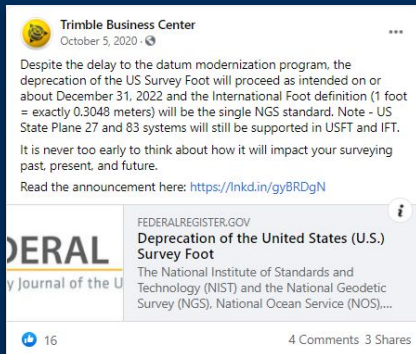 Trimble Business Center
October 5, 2020 ·
Despite the delay to the datum modernization program, the
deprecation of the US Survey Foot will proceed as intended on or
about December 31, 2022 and the International Foot definition (1 foot
= exactly 0.3048 meters) will be the single NGS standard. Note - US
State Plane 27 and 83 systems will still be supported in USFT and IFT.
It is never too early to think about how it will impact your surveying
past, present, and future.
Read the announcement here: https://lnkd.in/gyBRDgN
DERAL
y Journal of the U
FEDERALREGISTER.GOV
Deprecation of the United States (U.S.)
Survey Foot
The National Institute of Standards and
Technology (NIST) and the National Geodetic
Survey (NGS), National Ocean Service (NOS),...
16
4 Comments 3 Shares